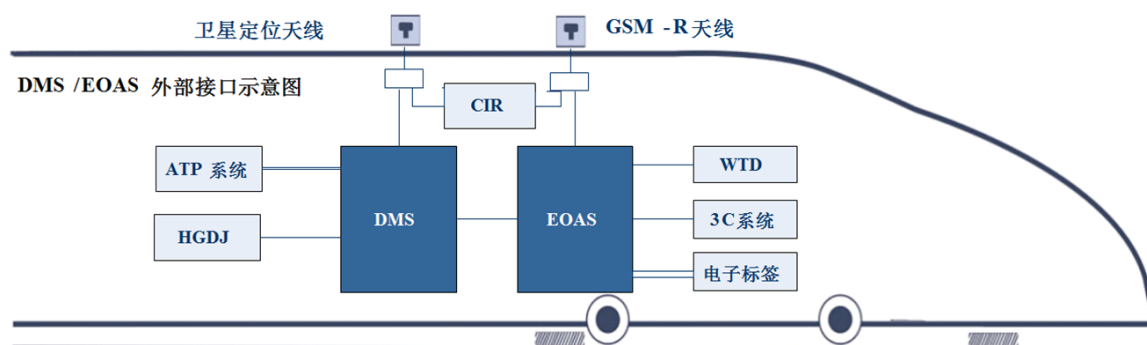 卫星定位天线
GSM -R天线
DMS /EOAS 外部接口示意图
CIR
ATP 系统
WTD
DMS
EOAS
3C系统
HGDJ
电子标签